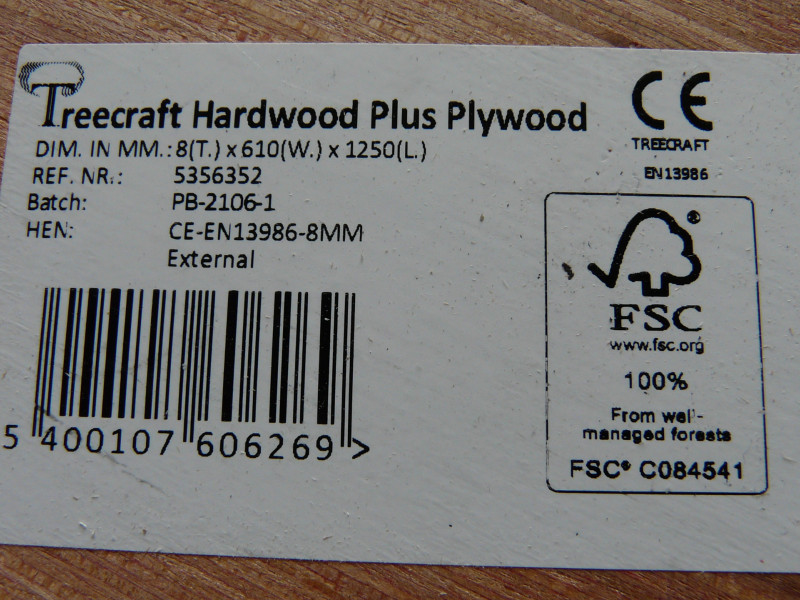 Treecraft Hardwood Plus Plywood
DIM. IN MM.: 8(T.) x 610(W.) x 1250(L.)
REF. NR.: 5356352
Batch: PB-2106-1
HEN: CE-EN13986-8MM
External
5 400107 606269 >
CE
TREECRAFT
EN13986
®
FSC
www.fsc.org
100%
From well-
managed forests
FSC® C084541